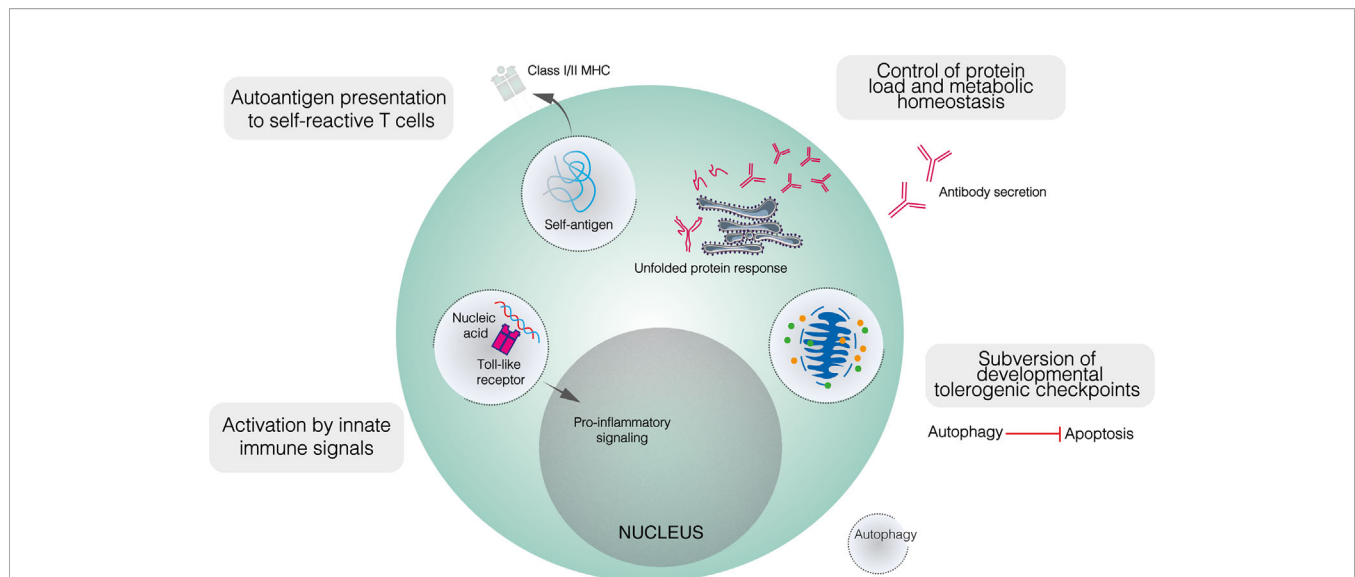 Class I/II MHC
Autoantigen presentation
to self-reactive T cells
Control of protein
load and metabolic
homeostasis
Antibody secretion
Self-antigen
Unfolded protein response
Nucleic
acid
Toll-like
receptor
Subversion of
developmental
tolerogenic checkpoints
Autophagy
Apoptosis
Activation by innate
immune signals
Pro-inflammatory
signaling
NUCLEUS
Autophagy